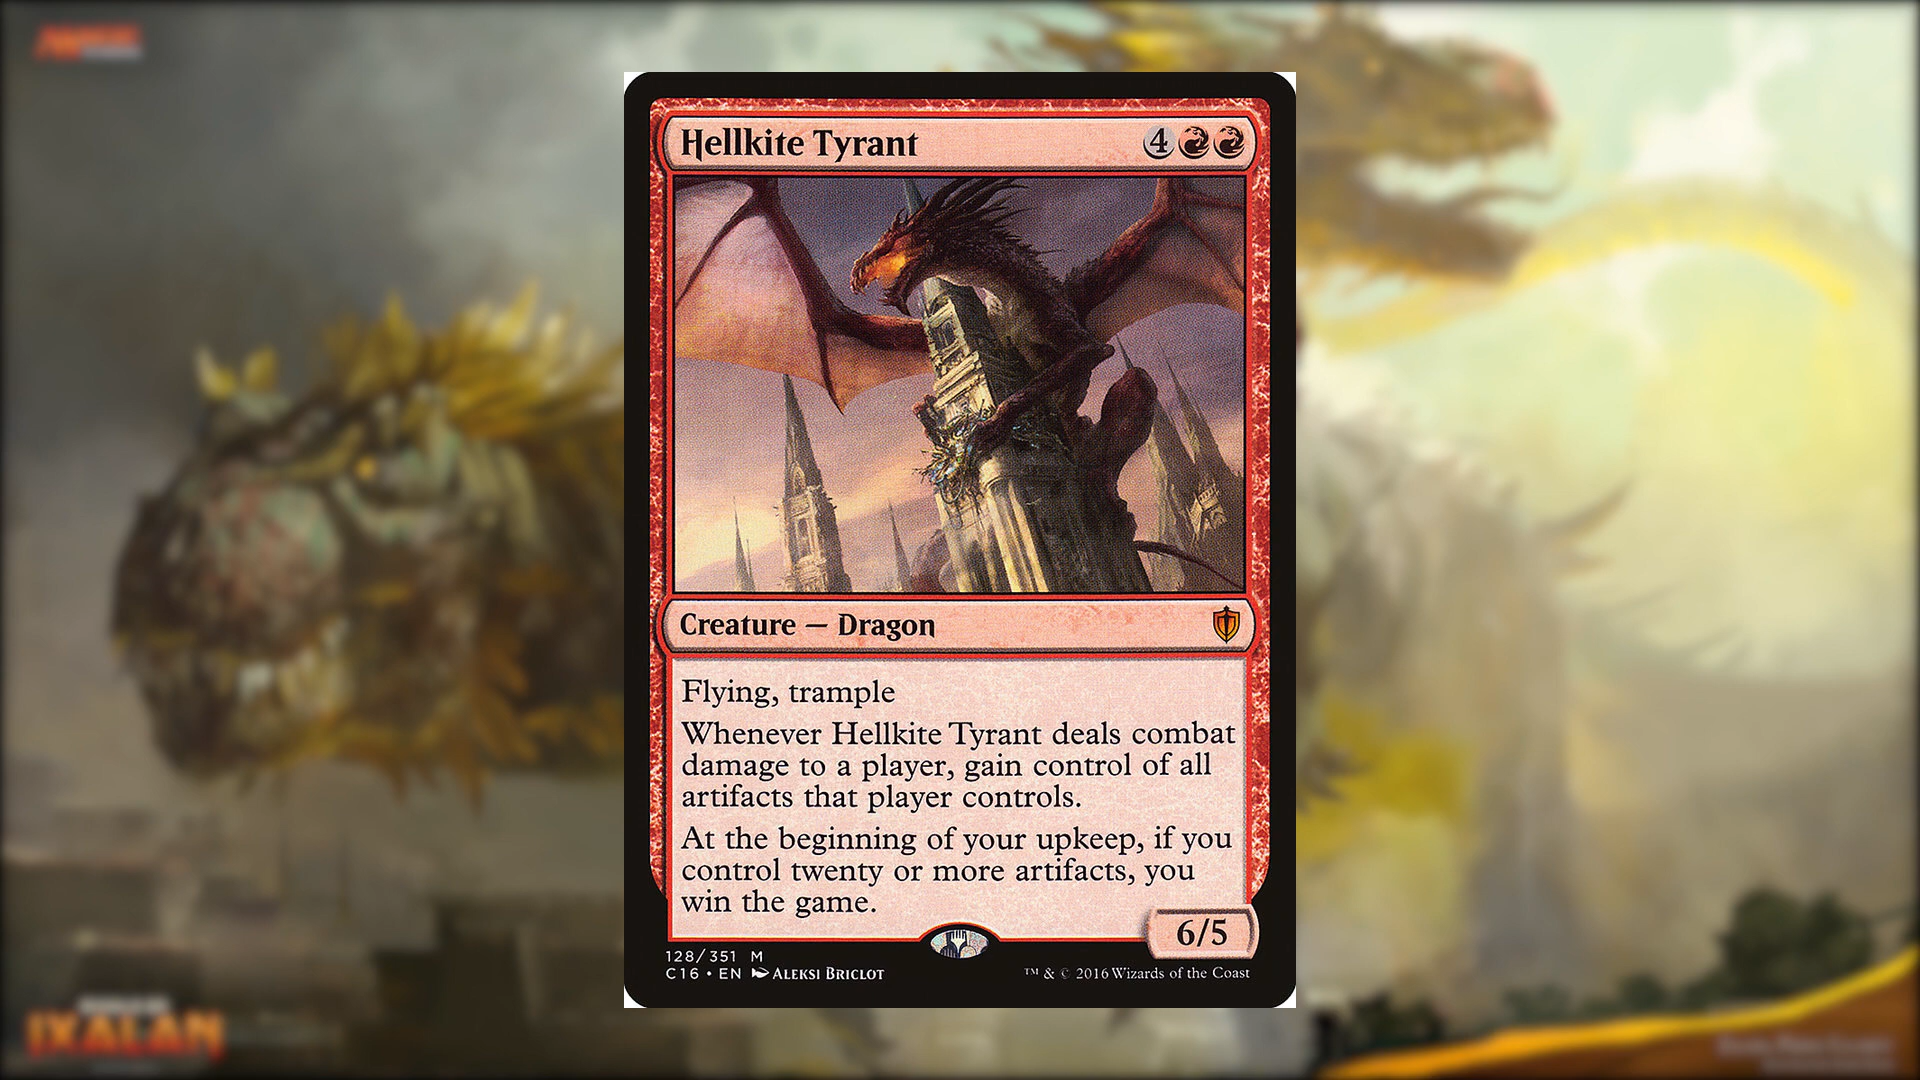 Hellkite Tyrant 4
Creature — Dragon
Flying, trample
Whenever Hellkite Tyrant deals combat
damage to a player, gain control of all
artifacts that player controls.
At the beginning of your upkeep, if you
control twenty or more artifacts, you
win the game.
6/5
128/351 M
C16 • EN ALEKSI BRICLOT
™ & © 2016 Wizards of the Coast
IXALAN